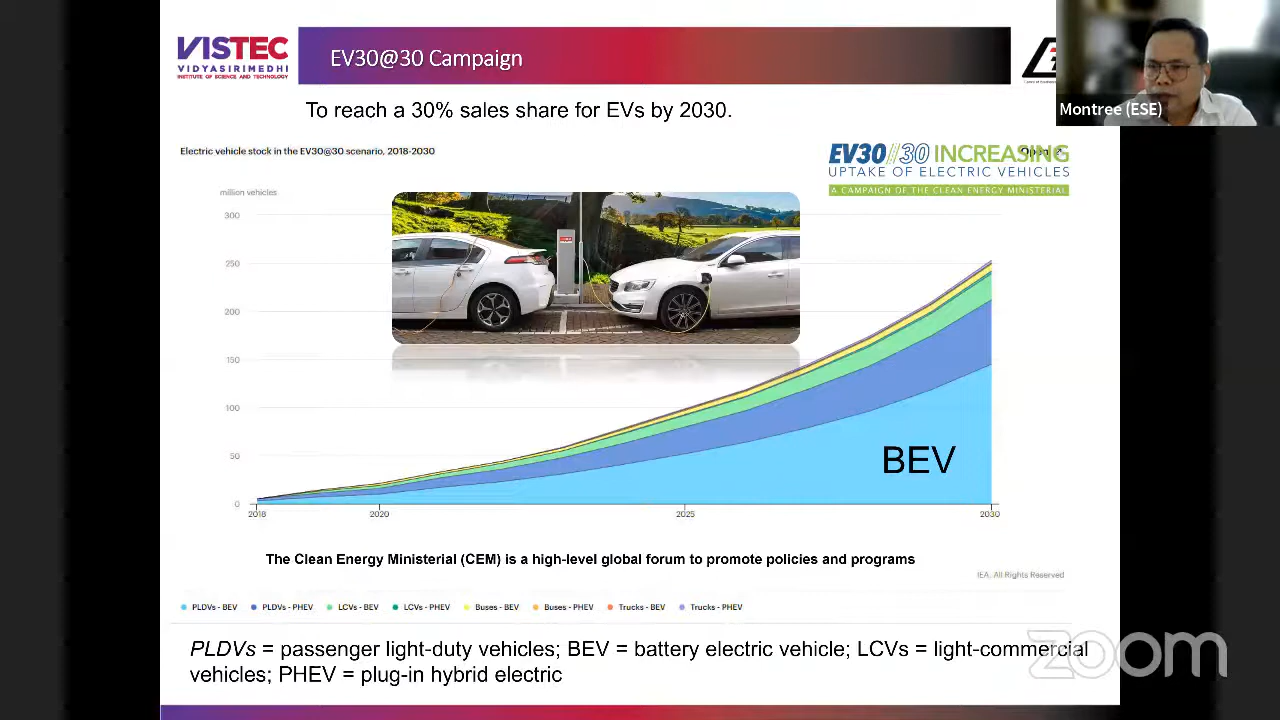 VISTEC
VIDYASIRIMEDHI
INSTITUTE OF SCIENCE AND TECHNOLOGY
EV30@30 Campaign
Montree (ESE)
To reach a 30% sales share for EVs by 2030.
Electric vehicle stock in the EV30@30 scenario, 2018-2030
Open
EV30//30 INCREASING
UPTAKE OF ELECTRIC VEHICLES
A CAMPAIGN OF THE CLEAN ENERGY MINISTERIAL
million vehicles
300
250
200
150
100
50
0
BEV
2018 2020 2025 2030
The Clean Energy Ministerial (CEM) is a high-level global forum to promote policies and programs
IEA, All Rights Reserved
PLDVs - BEV PLDVs - PHEV LCVs - BEV LCVs - PHEV Buses - BEV Buses - PHEV Trucks - BEV Trucks - PHEV
PLDVs = passenger light-duty vehicles; BEV = battery electric vehicle; LCVs = light-commercial
vehicles; PHEV = plug-in hybrid electric
zoom